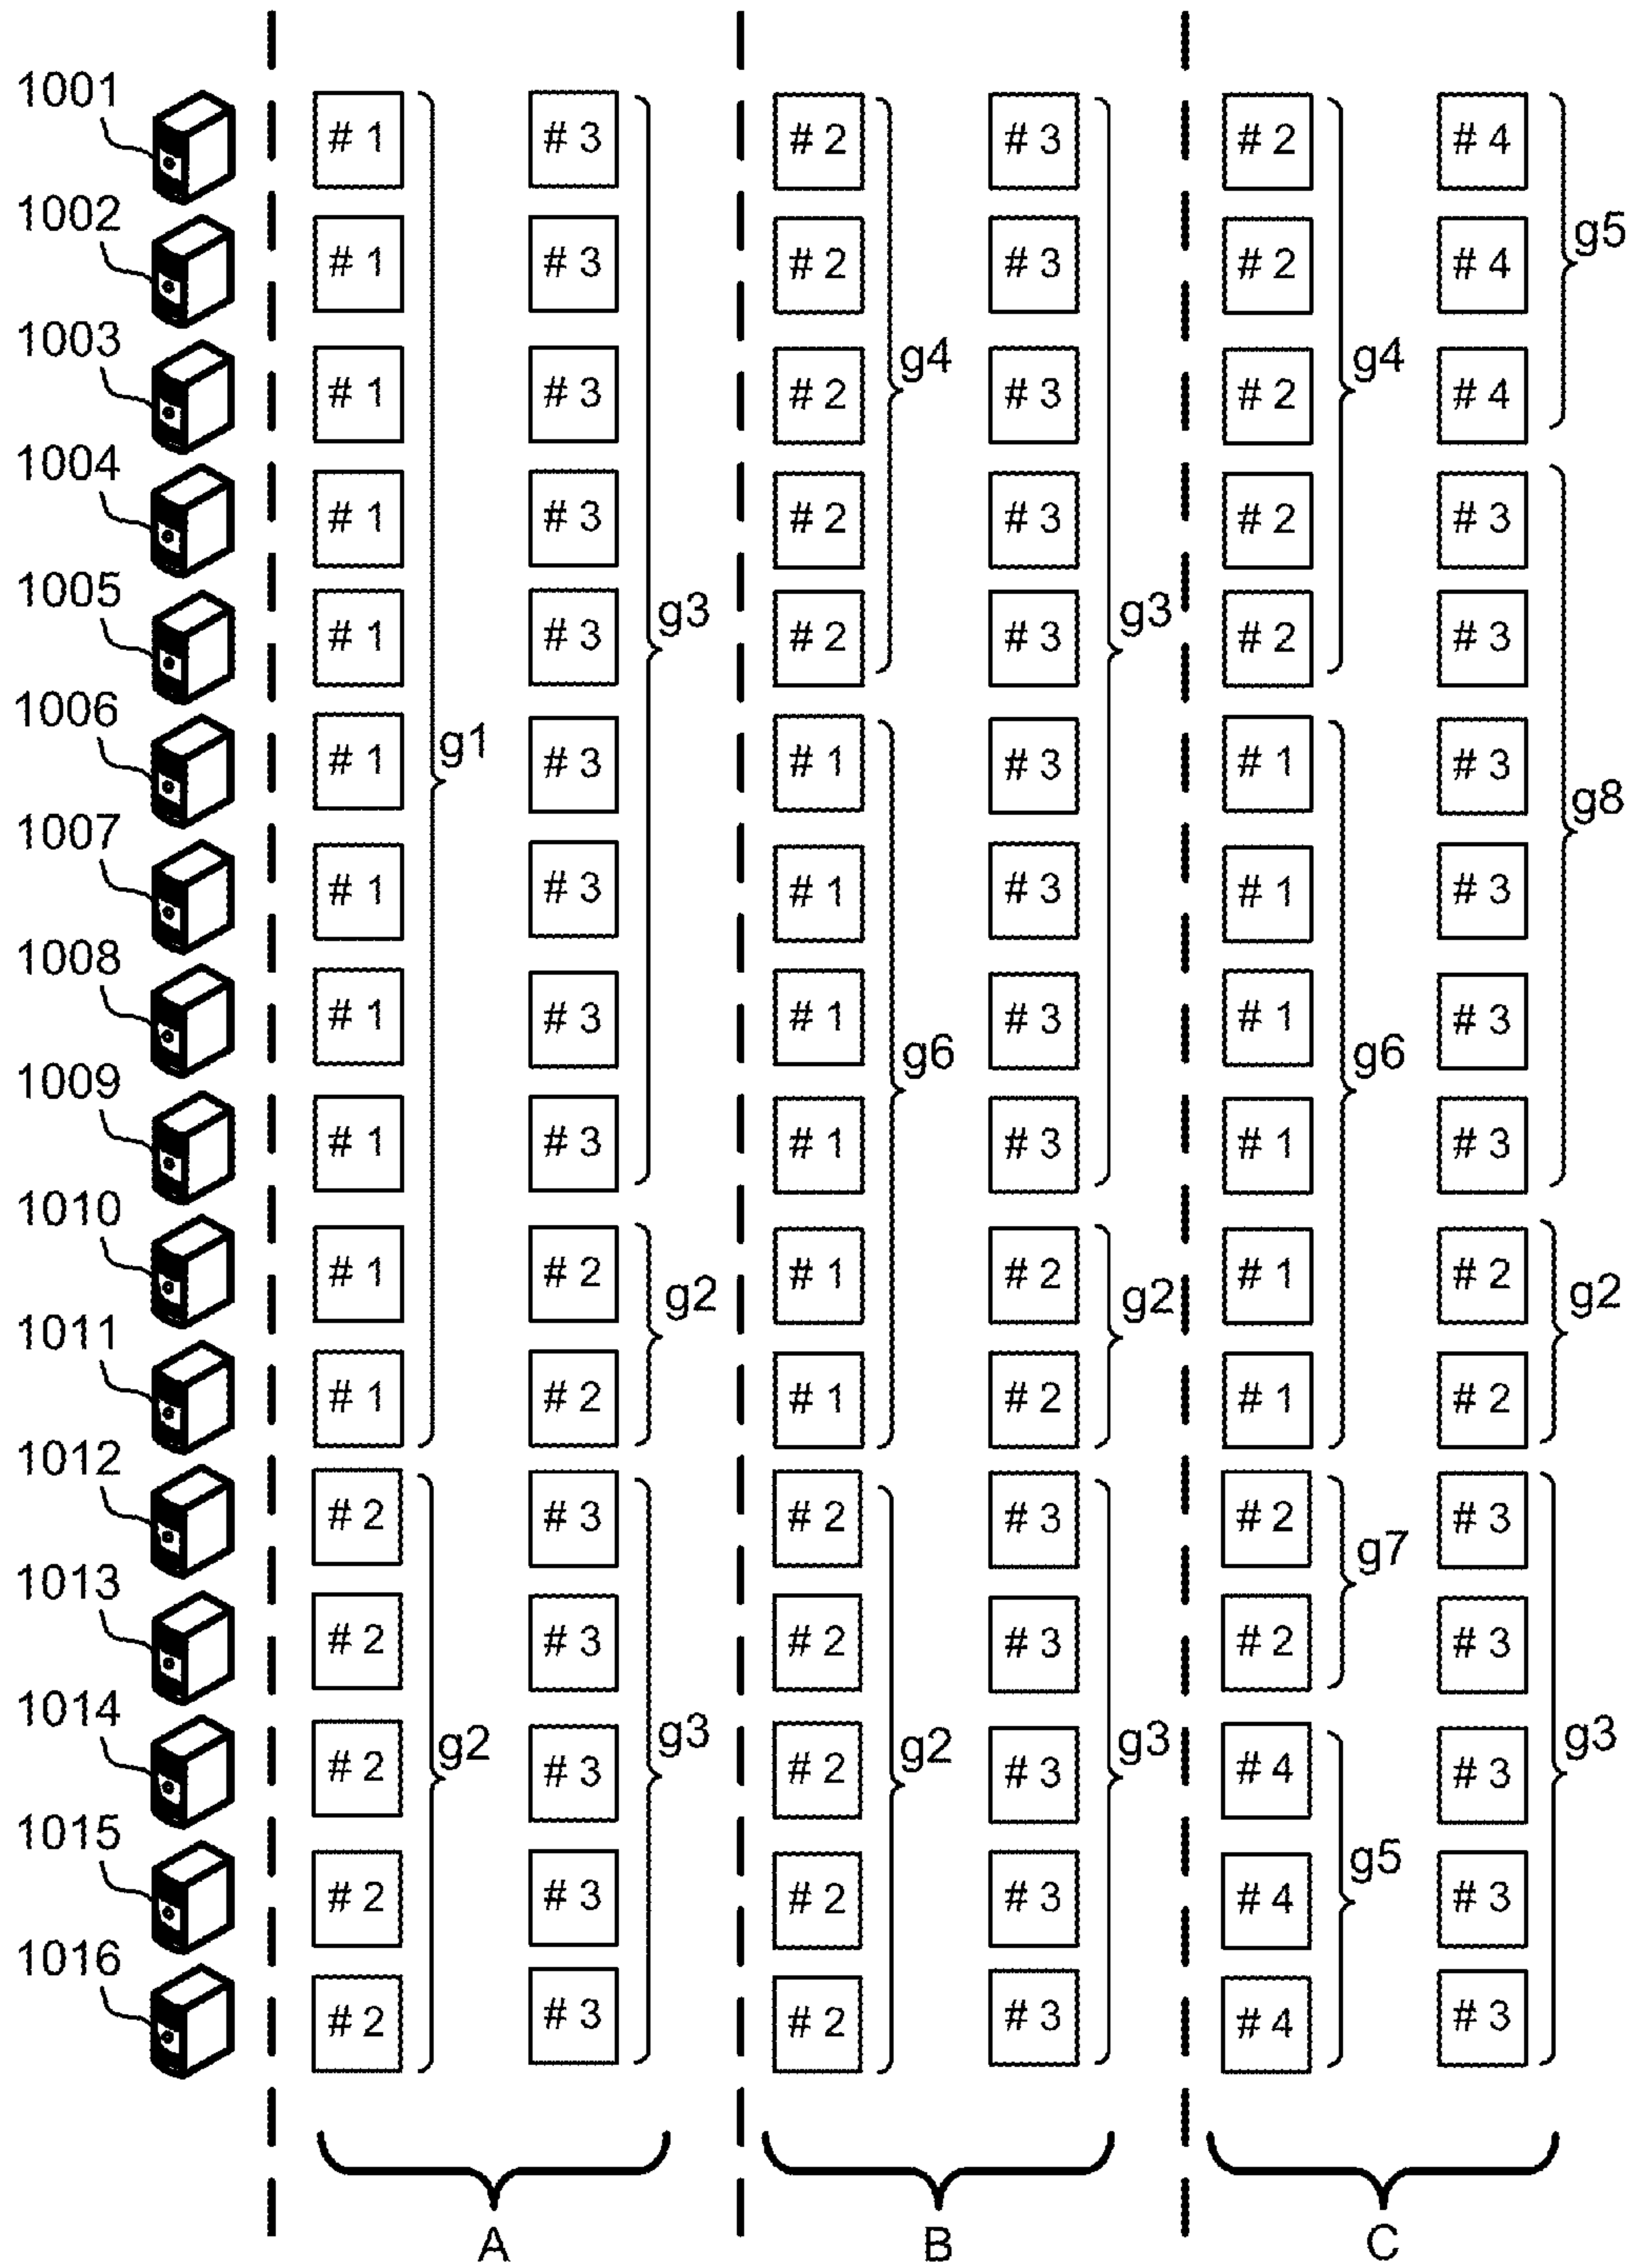 1001 # 1 # 3 # 2 # 3 # 2 # 4
1002 # 1 # 3 # 2 # 3 # 2 # 4 g5
1003 # 1 # 3 # 2 g4 # 3 # 2 g4 # 4
1004 # 1 # 3 # 2 # 3 # 2 # 3
1005 # 1 # 3 g3 # 2 # 3 g3 # 2 # 3
1006 # 1 g1 # 3 # 1 # 3 # 1 # 3 g8
1007 # 1 # 3 # 1 # 3 # 1 # 3
1008 # 1 # 3 # 1 g6 # 3 # 1 g6 # 3
1009 # 1 # 3 # 1 # 3 # 1 # 3
1010 # 1 # 2 g2 # 1 # 2 g2 # 1 # 2 g2
1011 # 1 # 2 # 1 # 2 # 1 # 2
1012 # 2 # 3 # 2 # 3 # 2 g7 # 3
1013 # 2 # 3 # 2 # 3 # 2 # 3
1014 # 2 g2 # 3 g3 # 2 g2 # 3 g3 # 4 # 3 g3
1015 # 2 # 3 # 2 # 3 # 4 g5 # 3
1016 # 2 # 3 # 2 # 3 # 4 # 3
A B C